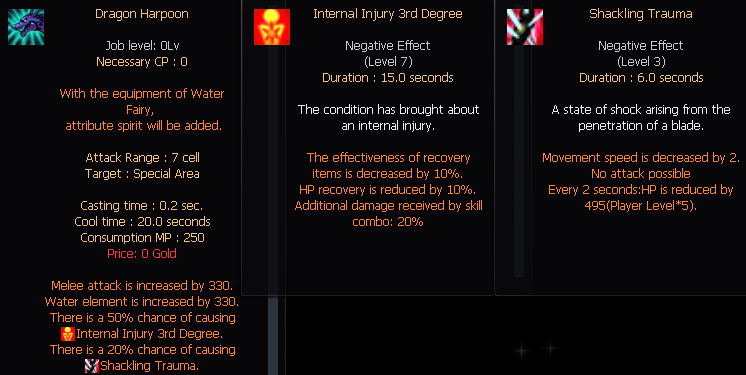 Dragon Harpoon
Job level: 0Lv
Necessary CP : 0
With the equipment of Water
Fairy,
attribute spirit will be added.
Attack Range : 7 cell
Target : Special Area
Casting time : 0.2 sec.
Cool time : 20.0 seconds
Consumption MP : 250
Price: 0 Gold
Melee attack is increased by 330.
Water element is increased by 330.
There is a 50% chance of causing
Internal Injury 3rd Degree.
There is a 20% chance of causing
Shackling Trauma.
Internal Injury 3rd Degree
Negative Effect
(Level 7)
Duration : 15.0 seconds
The condition has brought about
an internal injury.
The effectiveness of recovery
items is decreased by 10%.
HP recovery is reduced by 10%.
Additional damage received by skill
combo: 20%
Shackling Trauma
Negative Effect
(Level 3)
Duration : 6.0 seconds
A state of shock arising from the
penetration of a blade.
Movement speed is decreased by 2.
No attack possible
Every 2 seconds:HP is reduced by
495(Player Level*5).